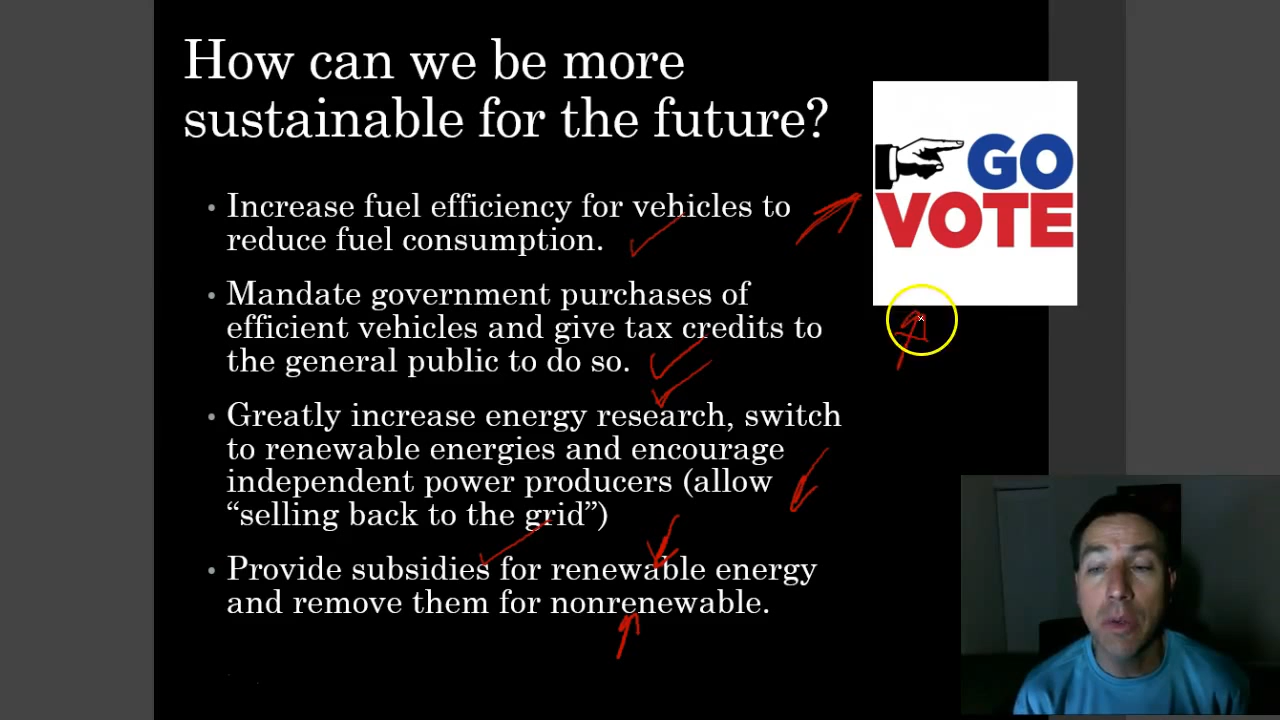 How can we be more
sustainable for the future?
• Increase fuel efficiency for vehicles to
reduce fuel consumption.
• Mandate government purchases of
efficient vehicles and give tax credits to
the general public to do so.
• Greatly increase energy research, switch
to renewable energies and encourage
independent power producers (allow
“selling back to the grid”)
• Provide subsidies for renewable energy
and remove them for nonrenewable.
GO
VOTE